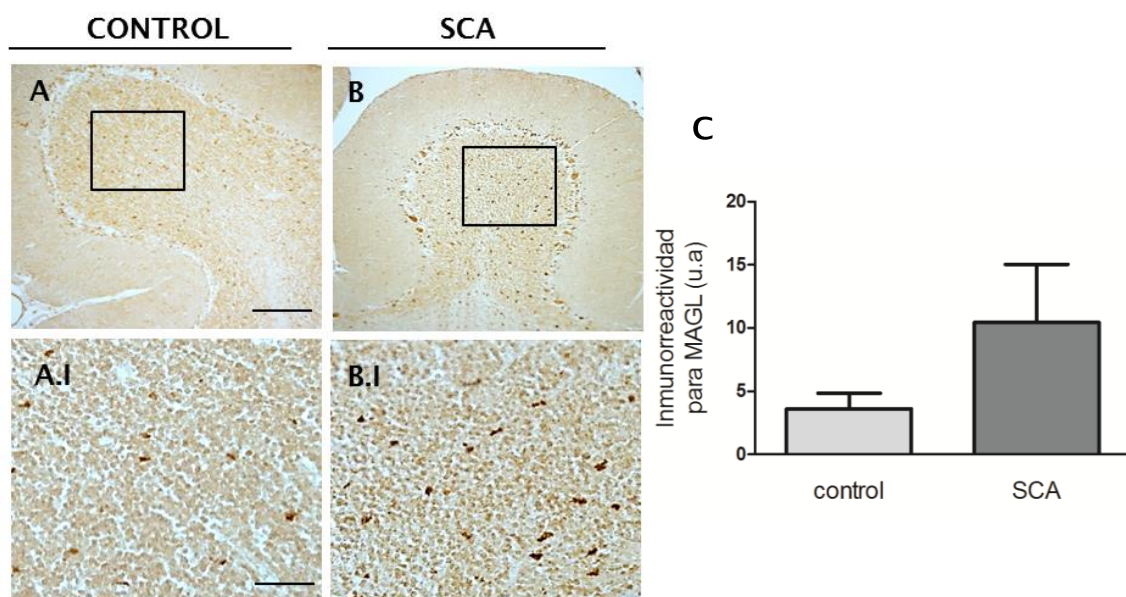 CONTROL
SCA
A
B
A.I
B.I
C
Inmunorreactividad
para MAGL (u.a)
20
15
10
5
0
control
SCA